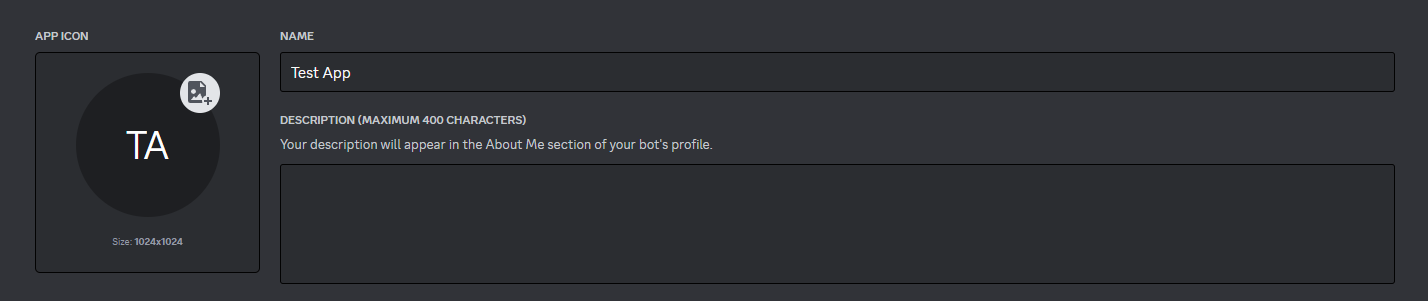 APP ICON
NAME
TA
Size: 1024x1024
Test App
DESCRIPTION (MAXIMUM 400 CHARACTERS)
Your description will appear in the About Me section of your bot's profile.